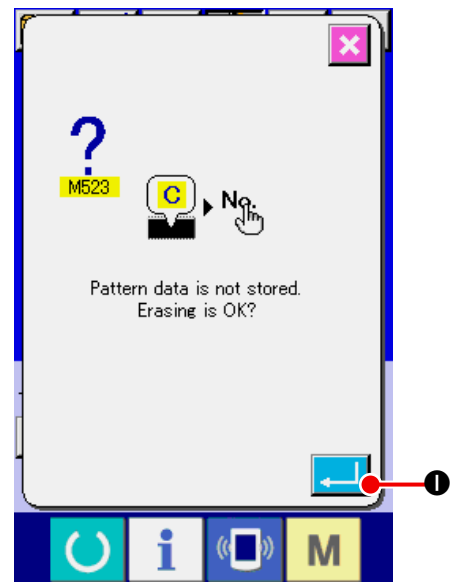 ?
M523
C
No.
Pattern data is not stored.
Erasing is OK?
I
i
M